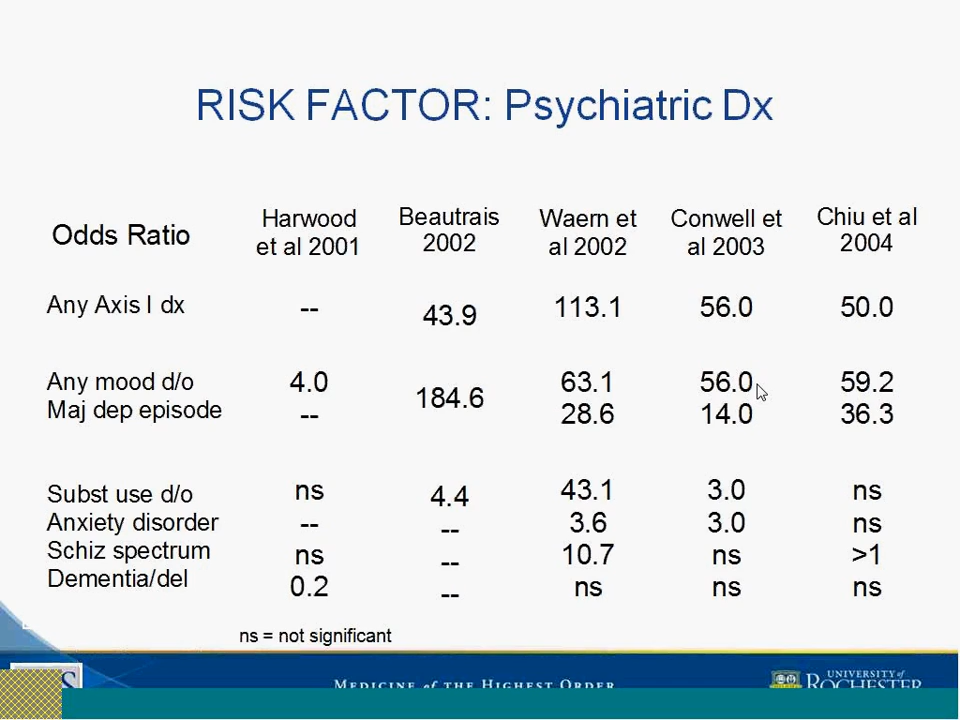 RISK FACTOR: Psychiatric Dx
Odds Ratio Harwood et al 2001 Beautrais 2002 Waern et al 2002 Conwell et al 2003 Chiu et al 2004
Any Axis I dx -- 43.9 113.1 56.0 50.0
Any mood d/o 4.0 184.6 63.1 56.0 59.2
Maj dep episode -- 28.6 14.0 36.3
Subst use d/o ns 4.4 43.1 3.0 ns
Anxiety disorder -- -- 3.6 3.0 ns
Schiz spectrum ns -- 10.7 ns >1
Dementia/del 0.2 -- ns ns ns
ns = not significant
MEDICINE of THE HIGHEST ORDER
UNIVERSITY of ROCHESTER